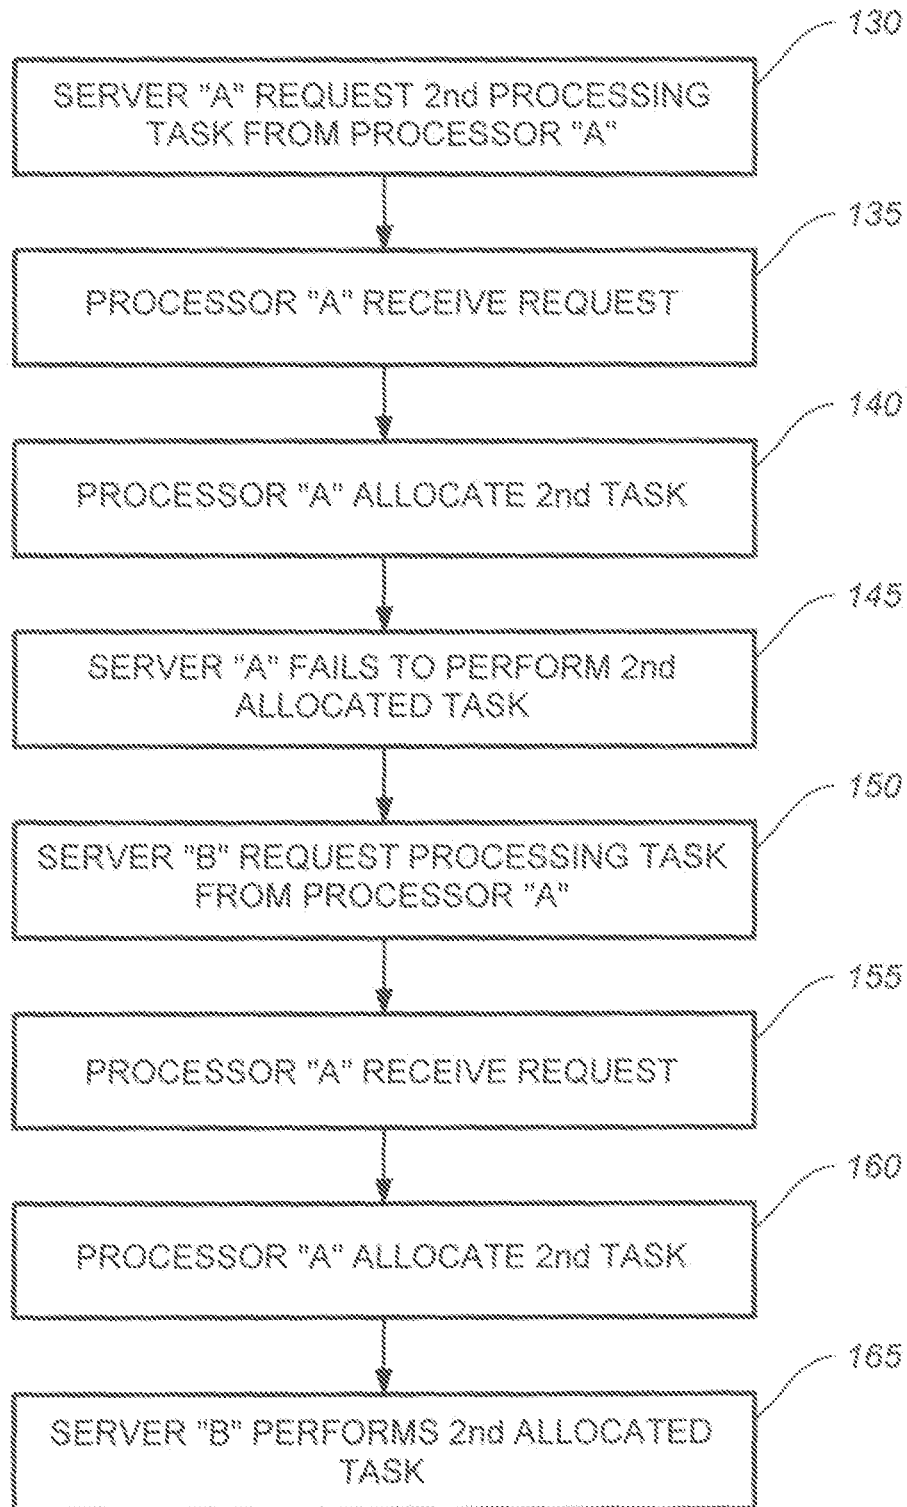 130
SERVER "A" REQUEST 2nd PROCESSING
TASK FROM PROCESSOR "A"
135
PROCESSOR "A" RECEIVE REQUEST
140
PROCESSOR "A" ALLOCATE 2nd TASK
145
SERVER "A" FAILS TO PERFORM 2nd
ALLOCATED TASK
150
SERVER "B" REQUEST PROCESSING TASK
FROM PROCESSOR "A"
155
PROCESSOR "A" RECEIVE REQUEST
160
PROCESSOR "A" ALLOCATE 2nd TASK
165
SERVER "B" PERFORMS 2nd ALLOCATED
TASK